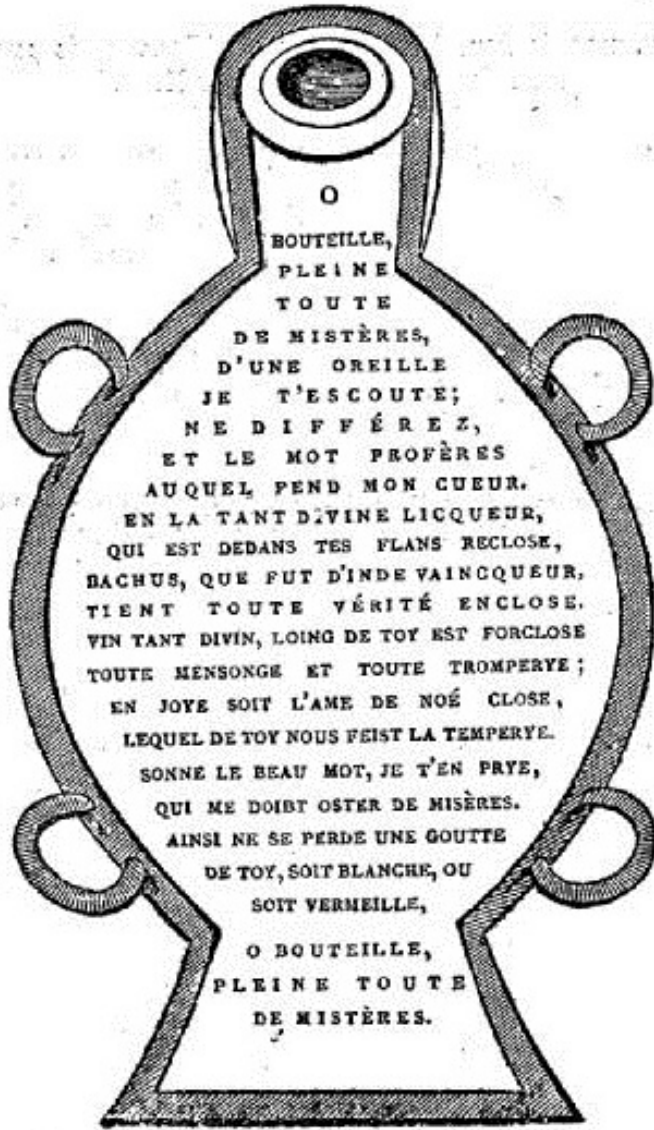 O
BOUTEILLE,
PLEINE
TOUTE
DE MISTÈRES,
D'UNE OREILLE
JE T'ESCOUTE;
NE DIFFÉREZ,
ET LE MOT PROFÈRES
AUQUEL PEND MON CUEUR.
EN LA TANT DIVINE LICQUEUR,
QUI EST DEDANS TES FLANS RECLOSE,
BACHUS, QUE FUT D'INDE VAINCQUEUR,
TIENT TOUTE VÉRITÉ ENCLOSE.
VIN TANT DIVIN, LOING DE TOY EST FORCLOSE
TOUTE MENSONGE ET TOUTE TROMPERYE;
EN JOYE SOIT L'AME DE NOÉ CLOSE,
LEQUEL DE TOY NOUS FEIST LA TEMPERYE.
SONNE LE BEAU MOT, JE T'EN PRYE,
QUI ME DOIBT OSTER DE MISÈRES.
AINSI NE SE PERDE UNE GOUTTE
DE TOY, SOIT BLANCHE, OU
SOIT VERMEILLE,
O BOUTEILLE,
PLEINE TOUTE
DE MISTÈRES.